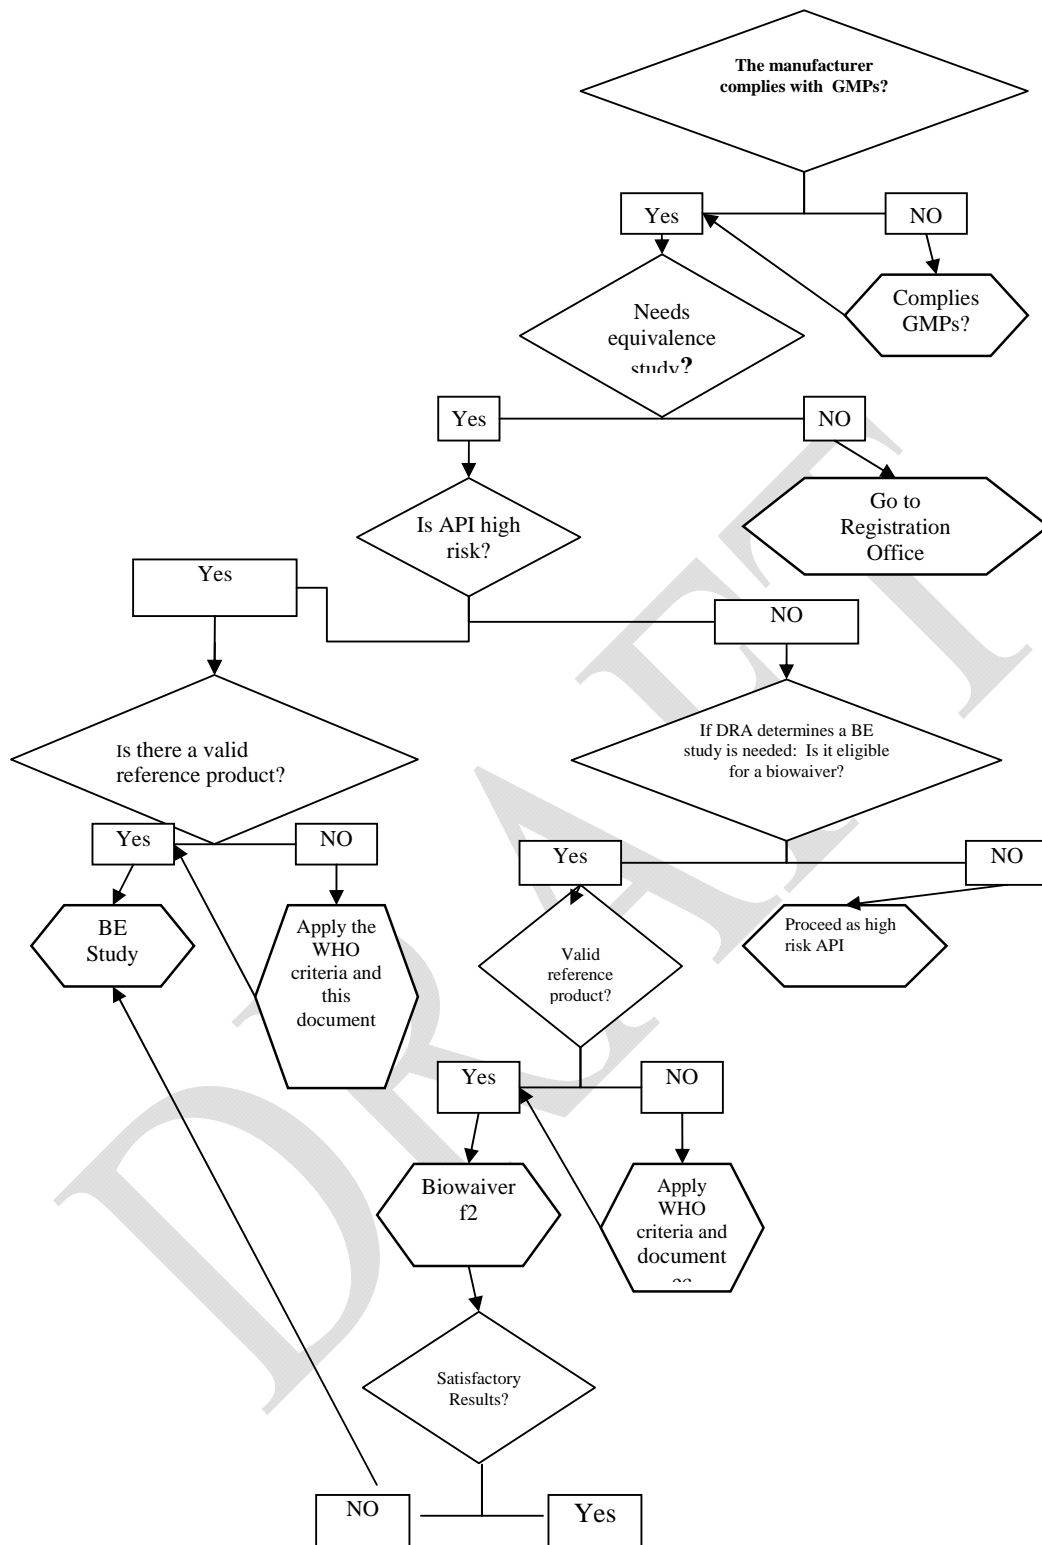 The manufacturer
complies with GMPs?
Yes
NO
Complies
GMPs?
Needs
equivalence
study?
Yes
NO
Go to
Registration
Office
Is API high
risk?
Yes
NO
Is there a valid
reference product?
If DRA determines a BE
study is needed: Is it eligible
for a biowaiver?
Yes
NO
Yes
NO
BE
Study
Apply the
WHO
criteria and
this
document
Valid
reference
product?
Proceed as high
risk API
Yes
NO
Biowaiver
f2
Apply
WHO
criteria and
document
Satisfactory
Results?
NO
Yes
DRAFT